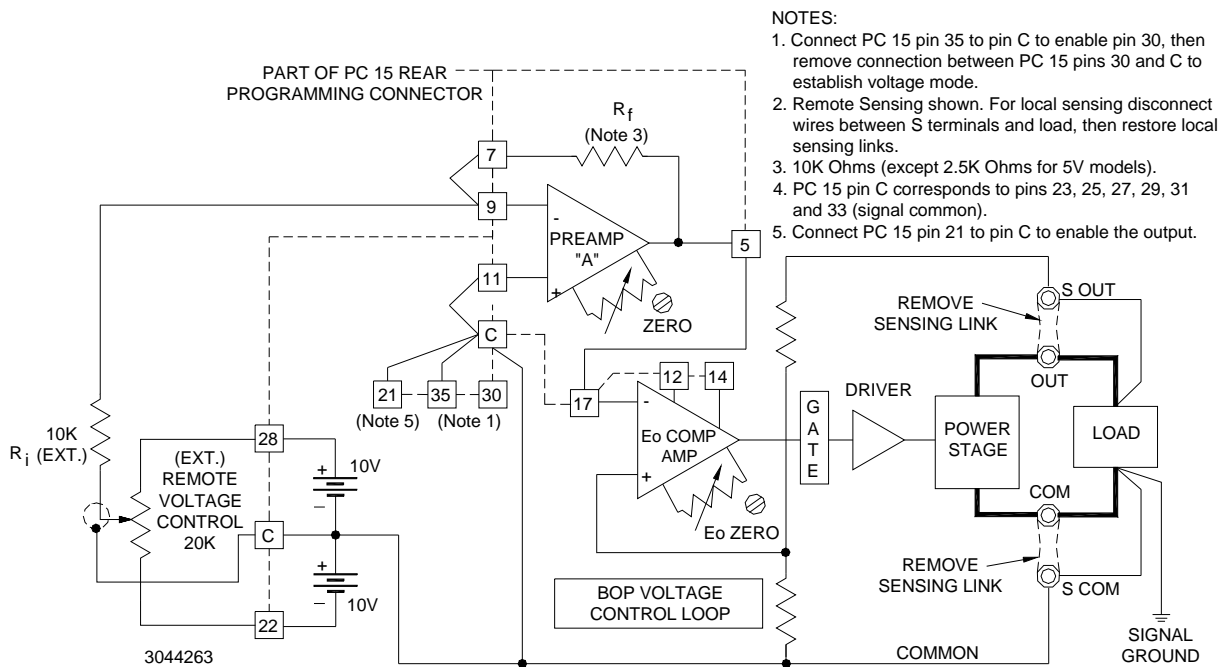 NOTES:
1. Connect PC 15 pin 35 to pin C to enable pin 30, then
remove connection between PC 15 pins 30 and C to
establish voltage mode.
2. Remote Sensing shown. For local sensing disconnect
wires between S terminals and load, then restore local
sensing links.
3. 10K Ohms (except 2.5K Ohms for 5V models).
4. PC 15 pin C corresponds to pins 23, 25, 27, 29, 31
and 33 (signal common).
5. Connect PC 15 pin 21 to pin C to enable the output.
PART OF PC 15 REAR
PROGRAMMING CONNECTOR
Rf
(Note 3)
7
9
-
PREAMP
"A"
5
11
+
ZERO
C
21
35
30
(Note 5)
(Note 1)
17
12
14
-
Eo COMP
AMP
+
Eo ZERO
GATE
DRIVER
POWER
STAGE
LOAD
S OUT
REMOVE
SENSING LINK
OUT
COM
REMOVE
SENSING LINK
S COM
SIGNAL
GROUND
10K
Ri (EXT.)
(EXT.)
REMOTE
VOLTAGE
CONTROL
20K
28
+
10V
–
C
+
–
10V
22
BOP VOLTAGE
CONTROL LOOP
COMMON
3044263